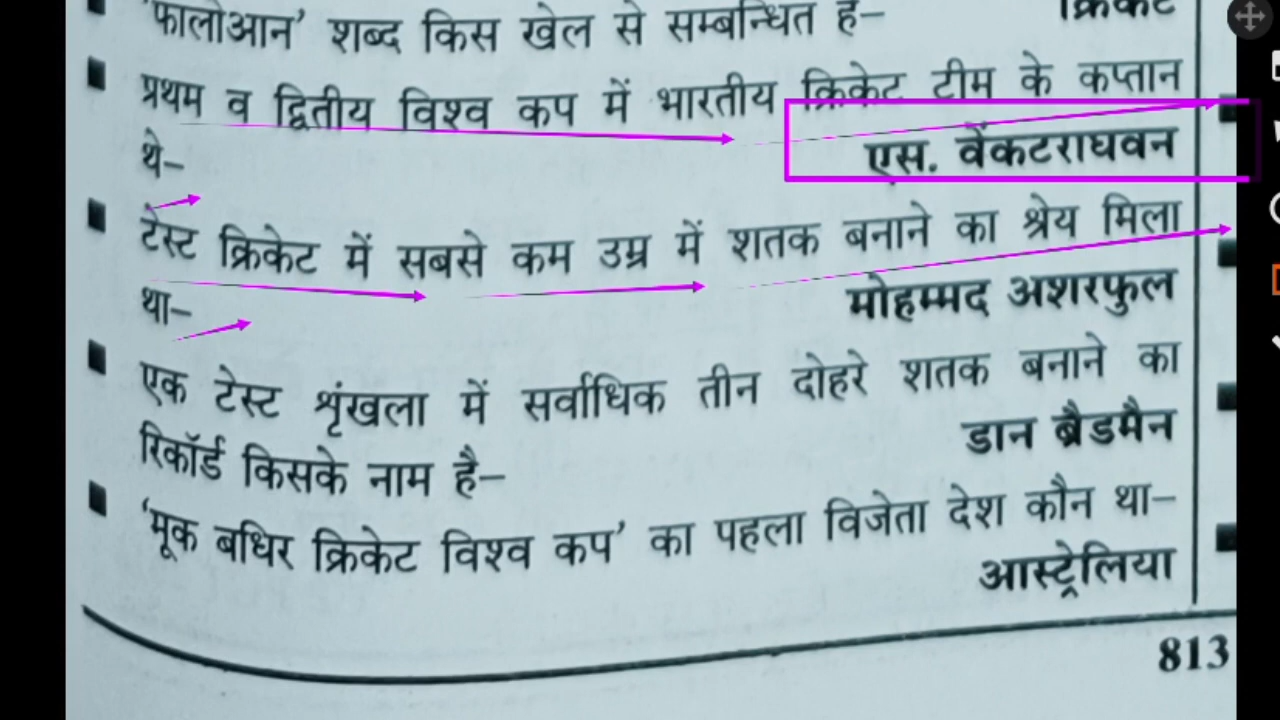 'फालोआन' शब्द किस खेल से सम्बन्धित है– क्रिकेट
प्रथम व द्वितीय विश्व कप में भारतीय क्रिकेट टीम के कप्तान
थे– एस. वेंकटराघवन
टेस्ट क्रिकेट में सबसे कम उम्र में शतक बनाने का श्रेय मिला
था– मोहम्मद अशरफुल
एक टेस्ट शृंखला में सर्वाधिक तीन दोहरे शतक बनाने का
रिकॉर्ड किसके नाम है– डान ब्रैडमैन
'मूक बधिर क्रिकेट विश्व कप' का पहला विजेता देश कौन था–
आस्ट्रेलिया
813